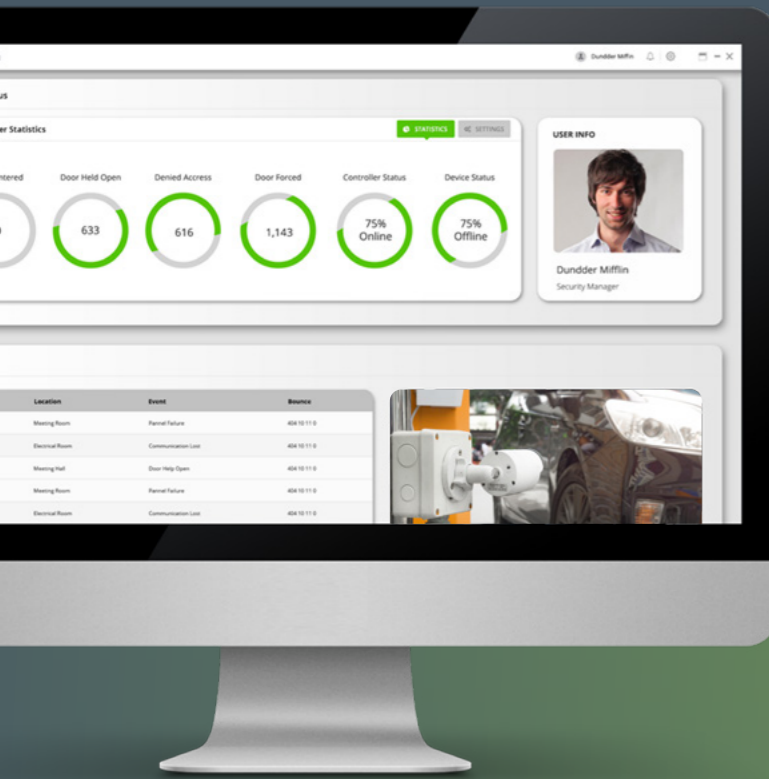 Dundder Mifflin
us
er Statistics
STATISTICS
SETTINGS
USER INFO
ntered
Door Held Open
Denied Accress
Door Forced
Controller Status
Device Status
633
616
1,143
75%
Online
75%
Offline
Dundder Mifflin
Security Manager
Location Event Bounce
Meeting Room Pannel Failure 404 10 11 0
Electrical Room Communication Lost 404 10 11 0
Meeting Hall Door Help Open 404 10 11 0
Meeting Room Pannel Failure 404 10 11 0
Electrical Room Communication Lost 404 10 11 0